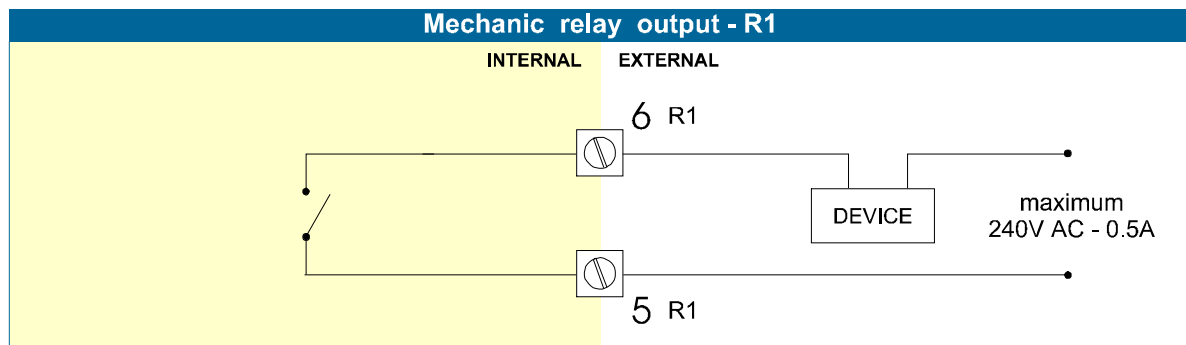 Mechanic relay output - R1
INTERNAL EXTERNAL
6 R1
DEVICE
maximum
240V AC - 0.5A
5 R1